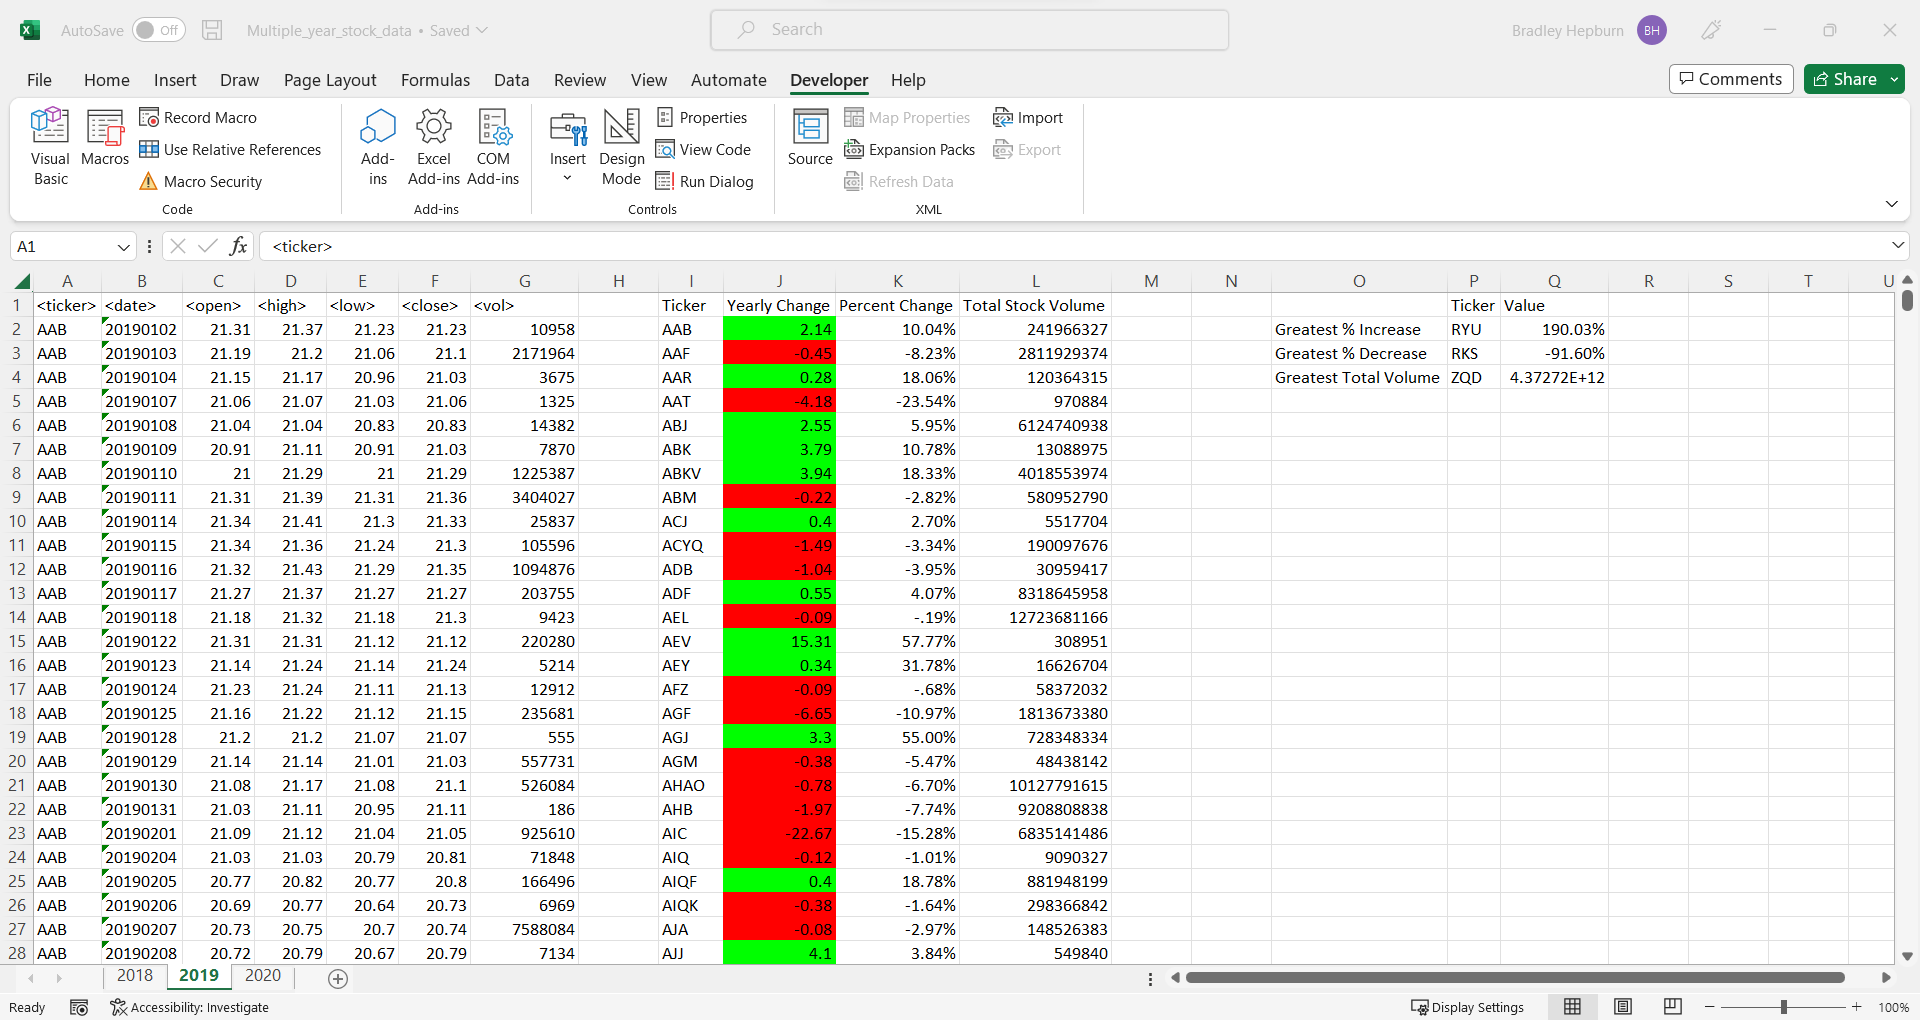 AutoSave Off Multiple_year_stock_data • Saved Search Bradley Hepburn BH
File Home Insert Draw Page Layout Formulas Data Review View Automate Developer Help Comments Share
Visual Basic Macros Record Macro Use Relative References Macro Security Code
Add-ins Excel Add-ins COM Add-ins Add-ins
Insert Design Mode Properties View Code Run Dialog Controls
Source Map Properties Expansion Packs Refresh Data Import Export XML
A1 fx <ticker>
A B C D E F G H I J K L M N O P Q R S T U
1 <ticker> <date> <open> <high> <low> <close> <vol> Ticker Yearly Change Percent Change Total Stock Volume Ticker Value
2 AAB 20190102 21.31 21.37 21.23 21.23 10958 AAB 2.14 10.04% 241966327 Greatest % Increase RYU 190.03%
3 AAB 20190103 21.19 21.2 21.06 21.1 2171964 AAF -0.45 -8.23% 2811929374 Greatest % Decrease RKS -91.60%
4 AAB 20190104 21.15 21.17 20.96 21.03 3675 AAR 0.28 18.06% 120364315 Greatest Total Volume ZQD 4.37272E+12
5 AAB 20190107 21.06 21.07 21.03 21.06 1325 AAT -4.18 -23.54% 970884
6 AAB 20190108 21.04 21.04 20.83 20.83 14382 ABJ 2.55 5.95% 6124740938
7 AAB 20190109 20.91 21.11 20.91 21.03 7870 ABK 3.79 10.78% 13088975
8 AAB 20190110 21 21.29 21 21.29 1225387 ABKV 3.94 18.33% 4018553974
9 AAB 20190111 21.31 21.39 21.31 21.36 3404027 ABM -0.22 -2.82% 580952790
10 AAB 20190114 21.34 21.41 21.3 21.33 25837 ACJ 0.4 2.70% 5517704
11 AAB 20190115 21.34 21.36 21.24 21.3 105596 ACYQ -1.49 -3.34% 190097676
12 AAB 20190116 21.32 21.43 21.29 21.35 1094876 ADB -1.04 -3.95% 30959417
13 AAB 20190117 21.27 21.37 21.27 21.27 203755 ADF 0.55 4.07% 8318645958
14 AAB 20190118 21.18 21.32 21.18 21.3 9423 AEL -0.09 -.19% 12723681166
15 AAB 20190122 21.31 21.31 21.12 21.12 220280 AEV 15.31 57.77% 308951
16 AAB 20190123 21.14 21.24 21.14 21.24 5214 AEY 0.34 31.78% 16626704
17 AAB 20190124 21.23 21.24 21.11 21.13 12912 AFZ -0.09 -.68% 58372032
18 AAB 20190125 21.16 21.22 21.12 21.15 235681 AGF -6.65 -10.97% 1813673380
19 AAB 20190128 21.2 21.2 21.07 21.07 555 AGJ 3.3 55.00% 728348334
20 AAB 20190129 21.14 21.14 21.01 21.03 557731 AGM -0.38 -5.47% 48438142
21 AAB 20190130 21.08 21.17 21.08 21.1 526084 AHAO -0.78 -6.70% 10127791615
22 AAB 20190131 21.03 21.11 20.95 21.11 186 AHB -1.97 -7.74% 9208808838
23 AAB 20190201 21.09 21.12 21.04 21.05 925610 AIC -22.67 -15.28% 6835141486
24 AAB 20190204 21.03 21.03 20.79 20.81 71848 AIQ -0.12 -1.01% 9090327
25 AAB 20190205 20.77 20.82 20.77 20.8 166496 AIQF 0.4 18.78% 881948199
26 AAB 20190206 20.69 20.77 20.64 20.73 6969 AIQK -0.38 -1.64% 298366842
27 AAB 20190207 20.73 20.75 20.7 20.74 7588084 AJA -0.08 -2.97% 148526383
28 AAB 20190208 20.72 20.79 20.67 20.79 7134 AJJ 4.1 3.84% 549840
2018 2019 2020
Ready Accessibility: Investigate Display Settings 100%